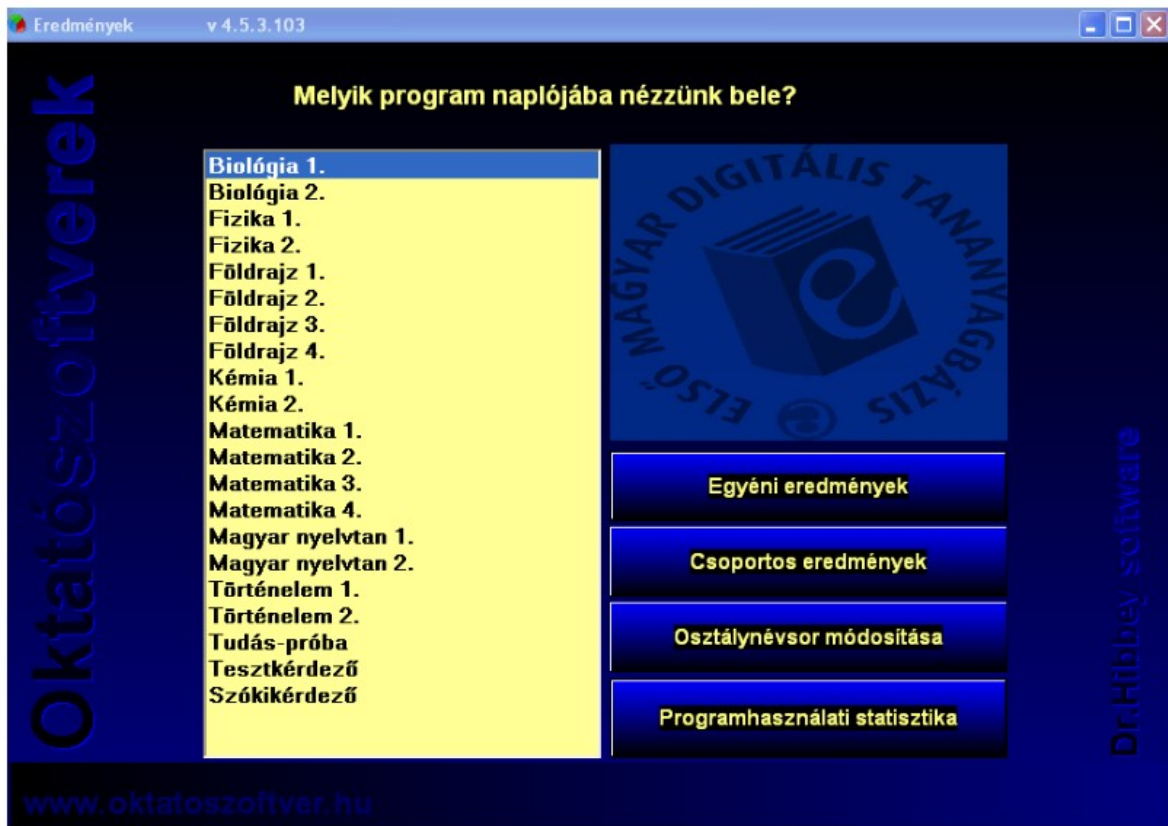 Eredmények v 4.5.3.103
Oktatószoftverek
Melyik program naplójába nézzünk bele?
Biológia 1.
Biológia 2.
Fizika 1.
Fizika 2.
Földrajz 1.
Földrajz 2.
Földrajz 3.
Földrajz 4.
Kémia 1.
Kémia 2.
Matematika 1.
Matematika 2.
Matematika 3.
Matematika 4.
Magyar nyelvtan 1.
Magyar nyelvtan 2.
Történelem 1.
Történelem 2.
Tudás-próba
Tesztkérdező
Szókikérdező
ELSŐ MAGYAR DIGITÁLIS TANANYAGBÁZIS
Egyéni eredmények
Csoportos eredmények
Osztálynévsor módosítása
Programhasználati statisztika
Dr.Hibbey software
www.oktatoszoftver.hu